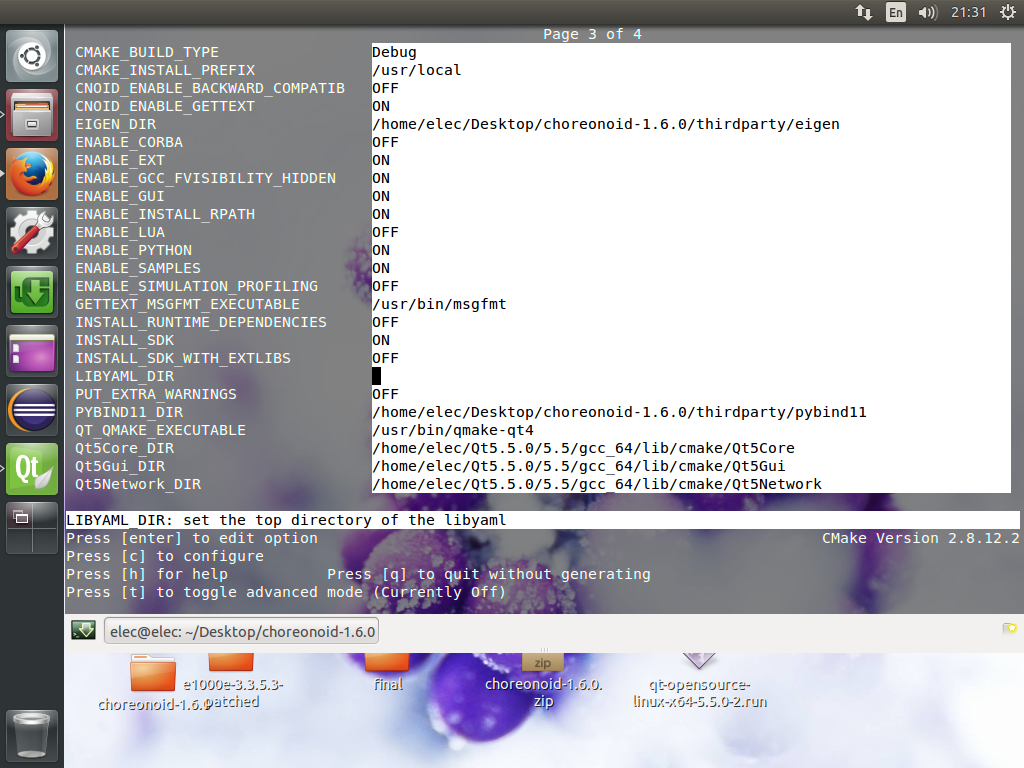 En 21:31
Page 3 of 4
CMAKE_BUILD_TYPE Debug
CMAKE_INSTALL_PREFIX /usr/local
CNOID_ENABLE_BACKWARD_COMPATIB OFF
CNOID_ENABLE_GETTEXT ON
EIGEN_DIR /home/elec/Desktop/choreonoid-1.6.0/thirdparty/eigen
ENABLE_CORBA OFF
ENABLE_EXT ON
ENABLE_GCC_FVISIBILITY_HIDDEN ON
ENABLE_GUI ON
ENABLE_INSTALL_RPATH ON
ENABLE_LUA OFF
ENABLE_PYTHON ON
ENABLE_SAMPLES ON
ENABLE_SIMULATION_PROFILING OFF
GETTEXT_MSGFMT_EXECUTABLE /usr/bin/msgfmt
INSTALL_RUNTIME_DEPENDENCIES OFF
INSTALL_SDK ON
INSTALL_SDK_WITH_EXTLIBS OFF
LIBYAML_DIR
PUT_EXTRA_WARNINGS OFF
PYBIND11_DIR /home/elec/Desktop/choreonoid-1.6.0/thirdparty/pybind11
QT_QMAKE_EXECUTABLE /usr/bin/qmake-qt4
Qt5Core_DIR /home/elec/Qt5.5.0/5.5/gcc_64/lib/cmake/Qt5Core
Qt5Gui_DIR /home/elec/Qt5.5.0/5.5/gcc_64/lib/cmake/Qt5Gui
Qt5Network_DIR /home/elec/Qt5.5.0/5.5/gcc_64/lib/cmake/Qt5Network
LIBYAML_DIR: set the top directory of the libyaml
Press [enter] to edit option CMake Version 2.8.12.2
Press [c] to configure
Press [h] for help Press [q] to quit without generating
Press [t] to toggle advanced mode (Currently Off)
Qt
elec@elec: ~/Desktop/choreonoid-1.6.0
zip
choreonoid-1.6.0
e1000e-3.3.5.3-
patched
final
choreonoid-1.6.0.
zip
qt-opensource-
linux-x64-5.5.0-2.run